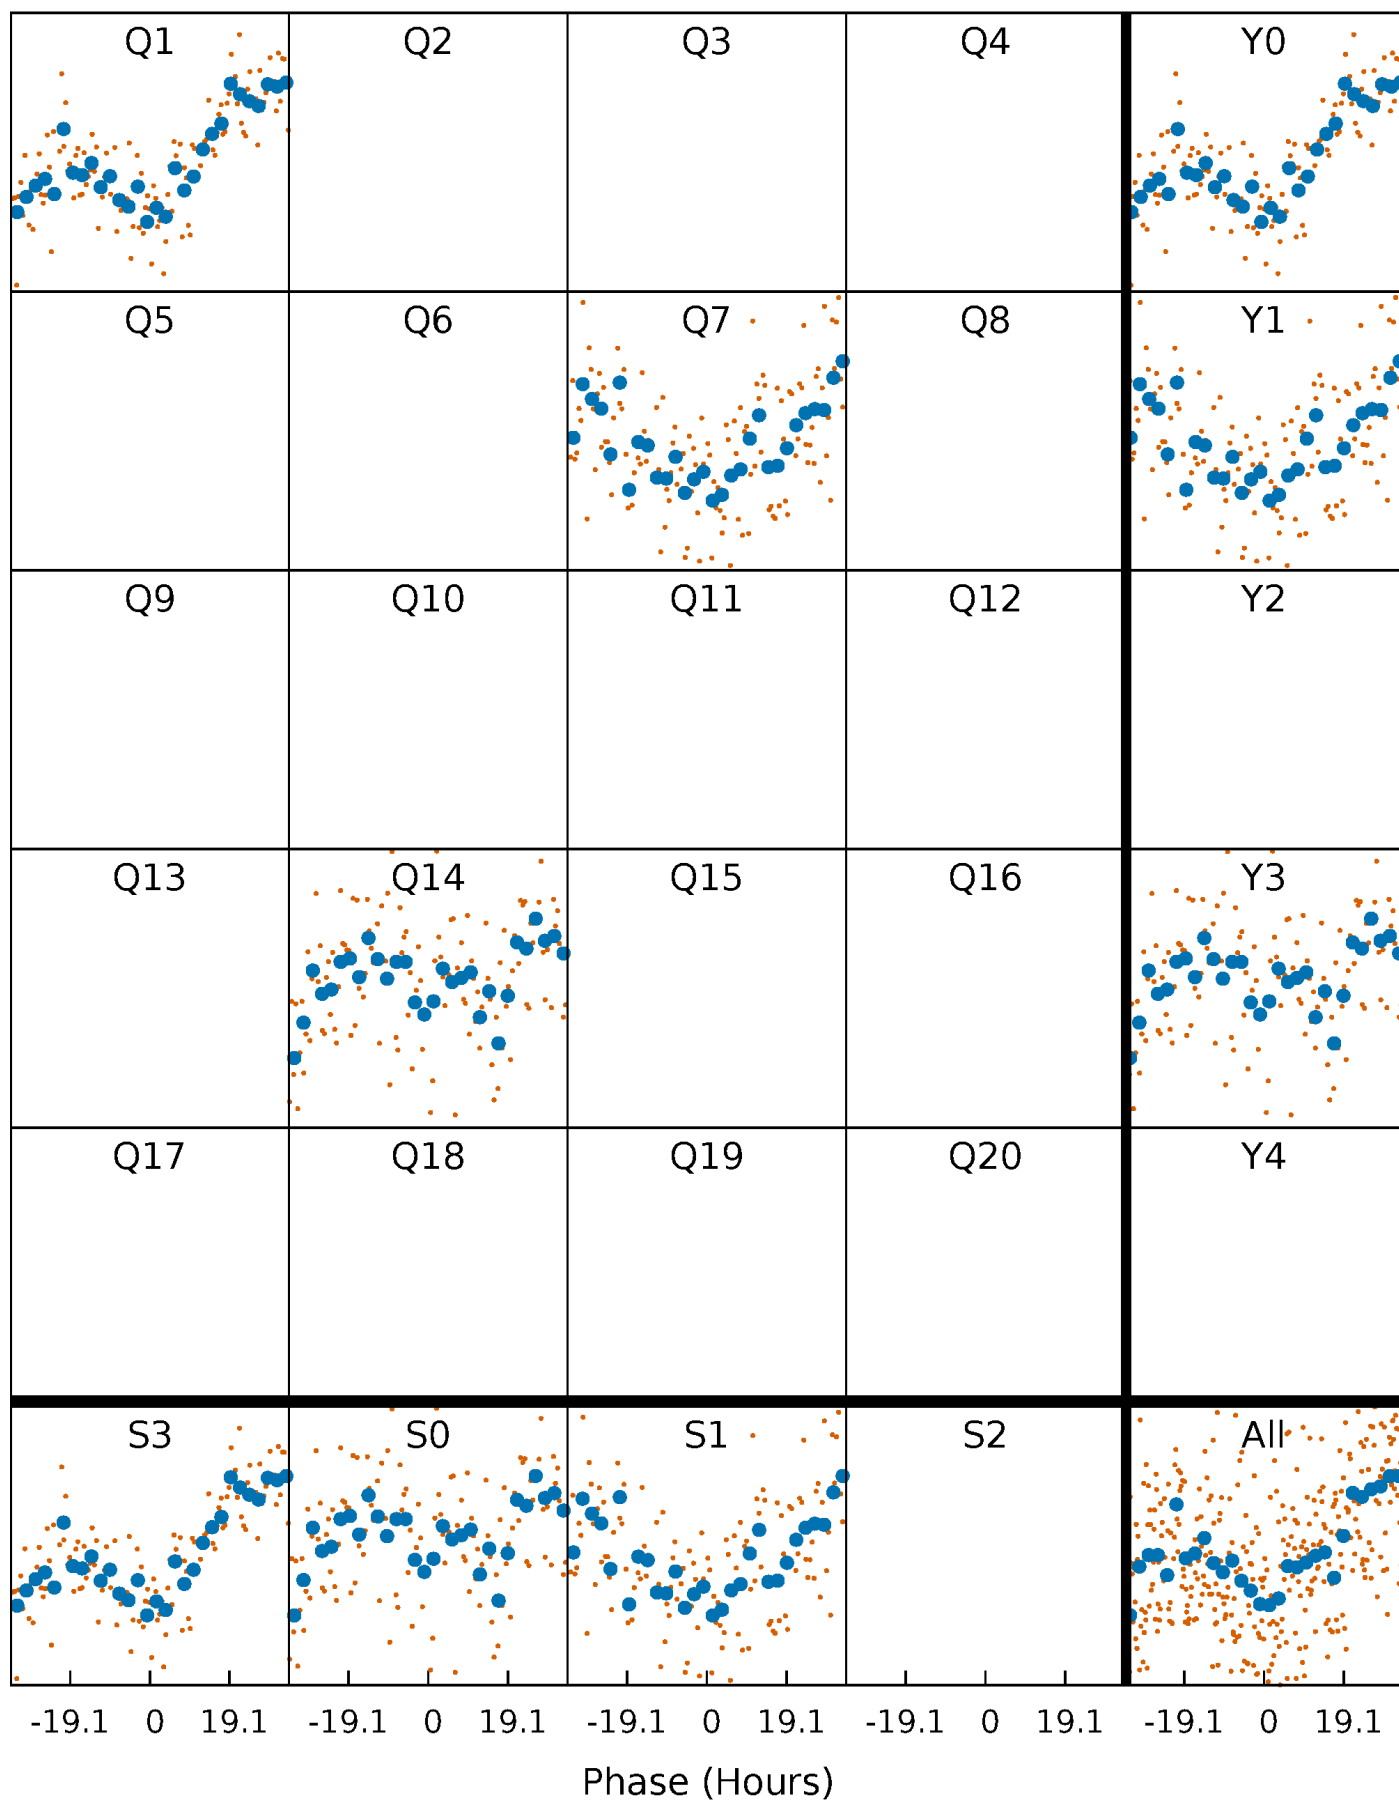 Q1 Q2 Q3 Q4 Y0
Q5 Q6 Q7 Q8 Y1
Q9 Q10 Q11 Q12 Y2
Q13 Q14 Q15 Q16 Y3
Q17 Q18 Q19 Q20 Y4
S3 S0 S1 S2 All
-19.1 0 19.1 -19.1 0 19.1 -19.1 0 19.1 -19.1 0 19.1 -19.1 0 19.1
Phase (Hours)